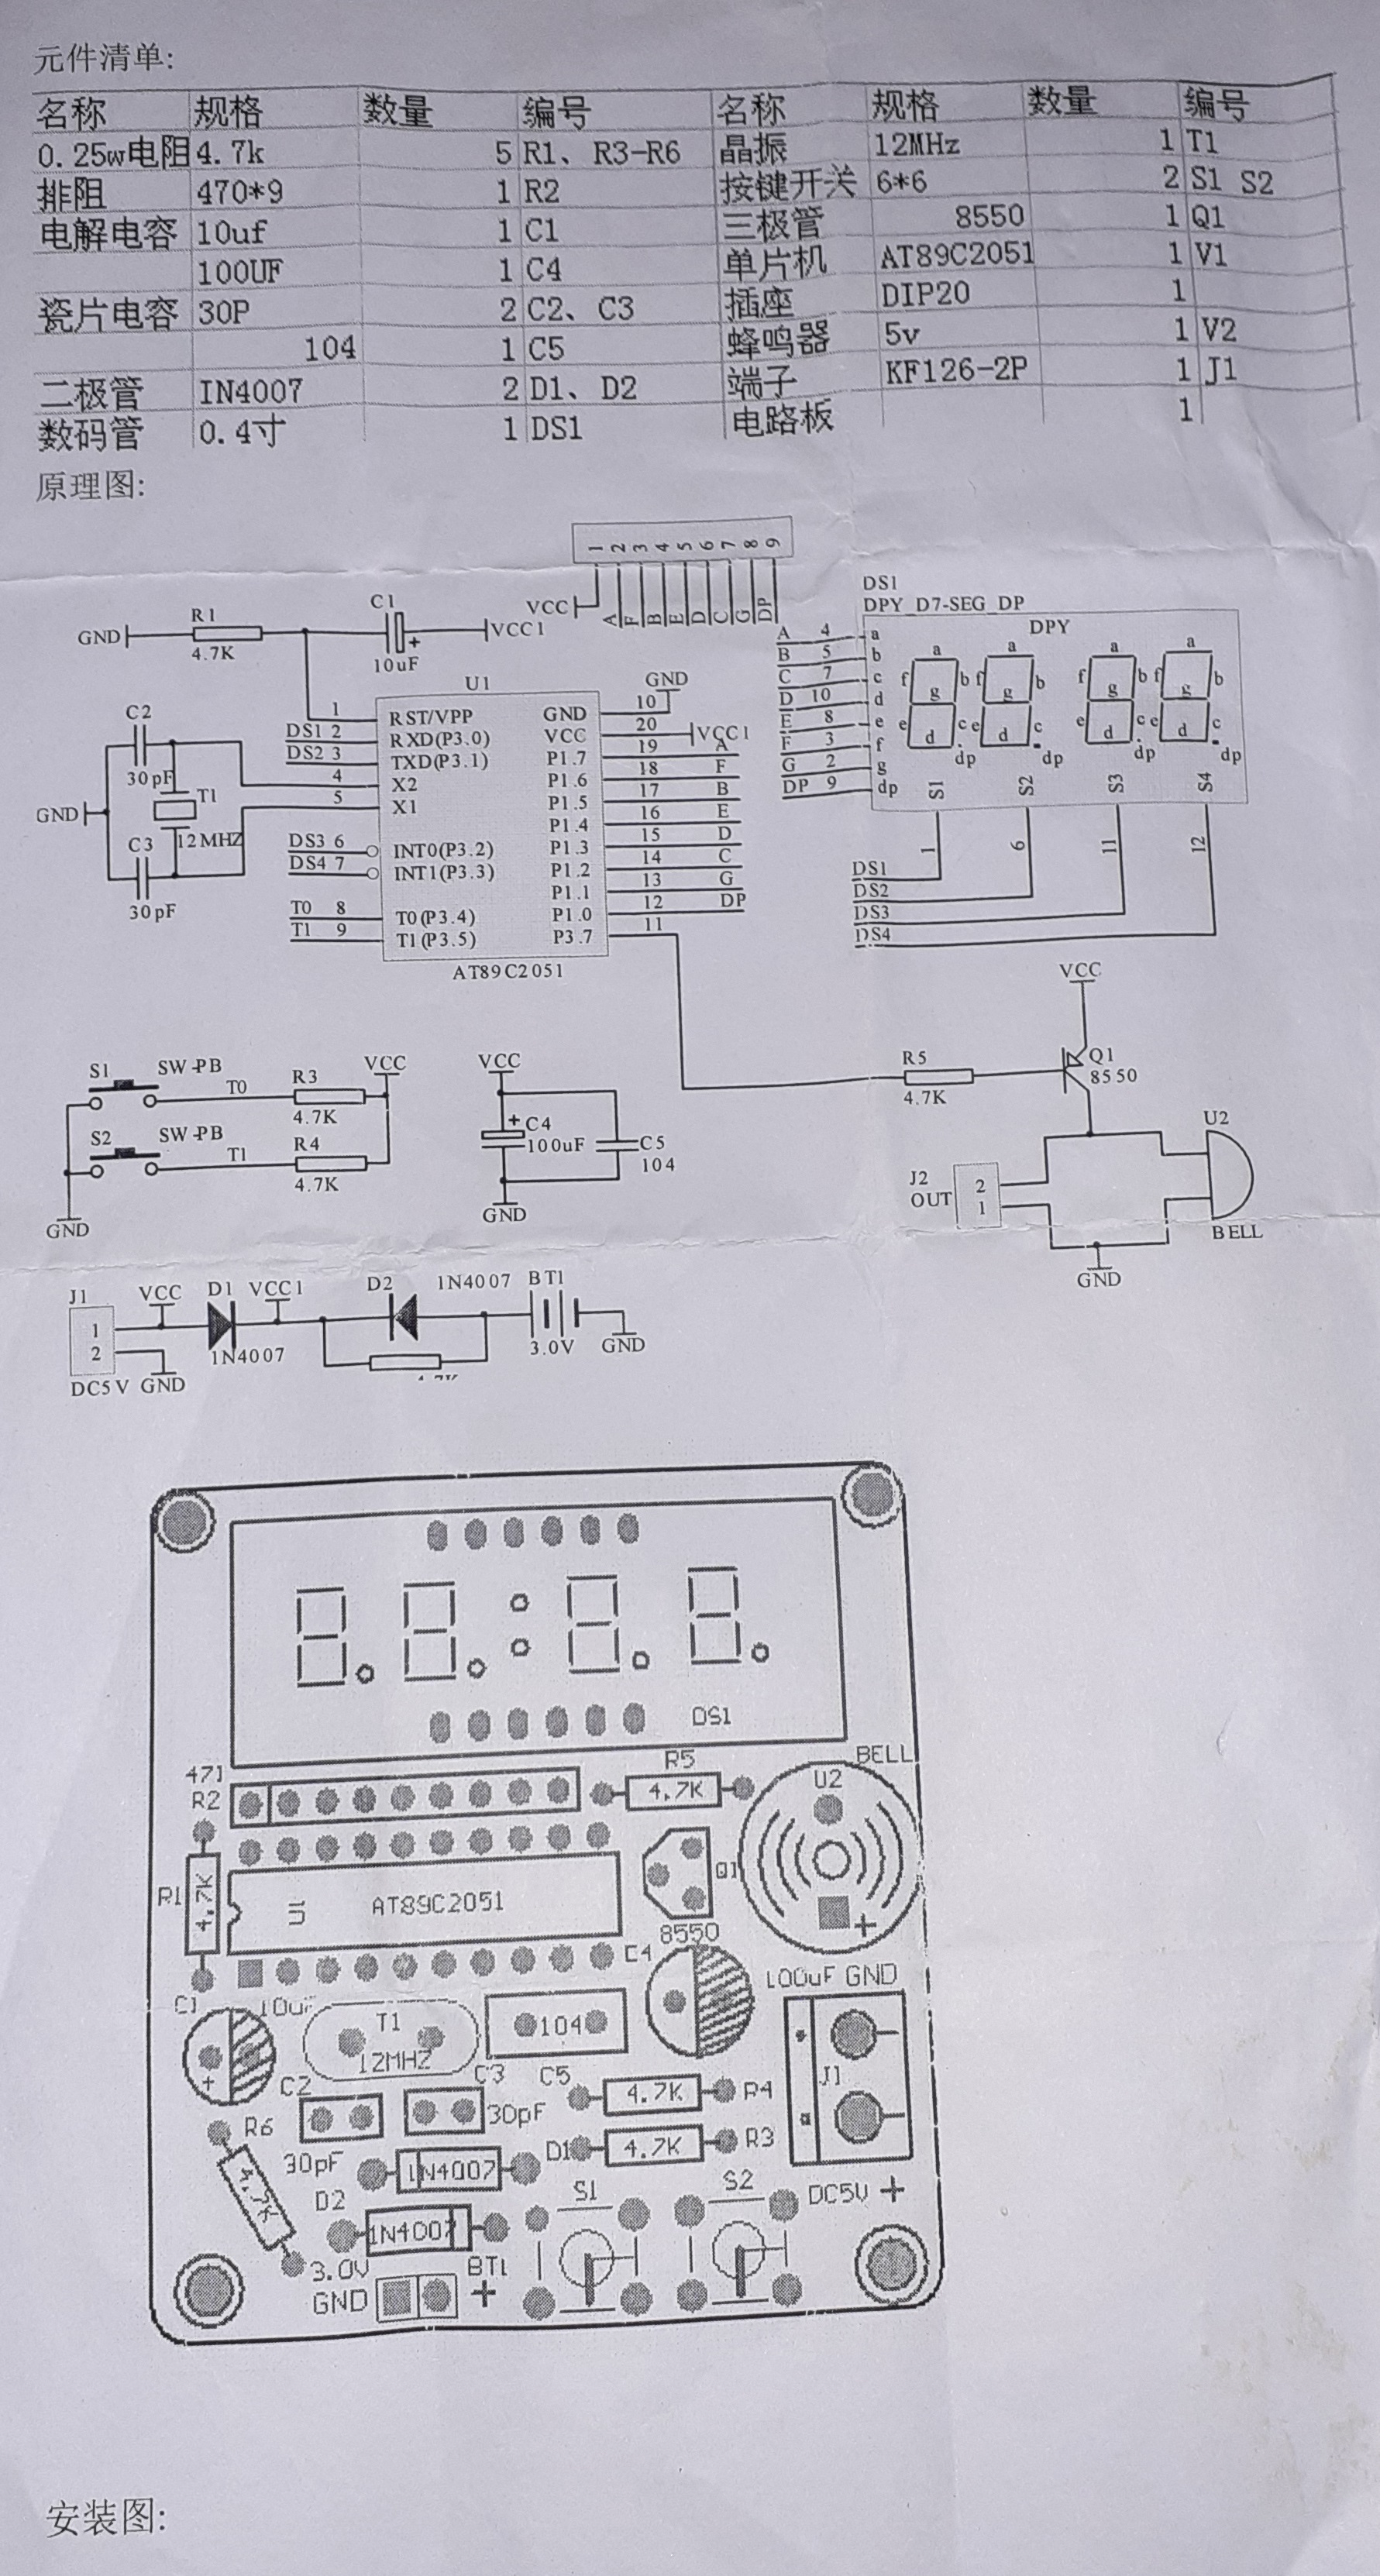 元件清单:
名称 规格 数量 编号 名称 规格 数量 编号
0.25w电阻 4.7k 5 R1、R3-R6 晶振 12MHz 1 T1
排阻 470*9 1 R2 按键开关 6*6 2 S1 S2
电解电容 10uf 1 C1 三极管 8550 1 Q1
100UF 1 C4 单片机 AT89C2051 1 V1
瓷片电容 30P 2 C2、C3 插座 DIP20 1
104 1 C5 蜂鸣器 5v 1 V2
二极管 IN4007 2 D1、D2 端子 KF126-2P 1 J1
数码管 0.4寸 1 DS1 电路板 1
原理图:
GND
R1
4.7K
C1
10uF
+
VCC1
VCC
1 2 3 4 5 6 7 8 9
A F B E D C G DP
GND
C2
30pF
T1
12MHZ
C3
30pF
U1
DS1 2
DS2 3
1
4
5
DS3 6
DS4 7
T0 8
T1 9
RST/VPP
RXD(P3.0)
TXD(P3.1)
X2
X1
INT0(P3.2)
INT1(P3.3)
T0(P3.4)
T1(P3.5)
AT89C2051
GND
VCC
P1.7
P1.6
P1.5
P1.4
P1.3
P1.2
P1.1
P1.0
P3.7
10 GND
20 VCC1
19 A
18 F
17 B
16 E
15 D
14 C
13 G
12 DP
11
DS1
DPY_D7-SEG_DP
DPY
A 4 a
B 5 b
C 7 c
D 10 d
E 8 e
F 3 f
G 2 g
DP 9 dp
a b c d e f g dp
a b c d e f g dp
a b c d e f g dp
a b c d e f g dp
DS1 1 S1
DS2 6 S2
DS3 11 S3
DS4 12 S4
S1
SW-PB
T0
R3
4.7K
VCC
S2
SW-PB
T1
R4
4.7K
GND
VCC
+
C4
100uF
C5
104
GND
R5
4.7K
Q1
8550
VCC
J2
OUT
2
1
GND
U2
BELL
J1
1
2
DC5V
VCC
GND
D1
1N4007
VCC1
D2
1N4007
BT1
3.0V
GND
安装图:
471
R2
R1
4.7K
C1
10uF
+
R6
AT89C2051
DS1
R5
4.7K
C2
30pF
T1
12MHZ
C3
30pF
C5
104
C4
8550
Q1
100uF
U2
BELL
+
D2
1N4007
1N4007
D1
3.0V
GND
BT1
+
S1
S2
4.7K
R4
4.7K
R3
J1
GND
DC5V
+